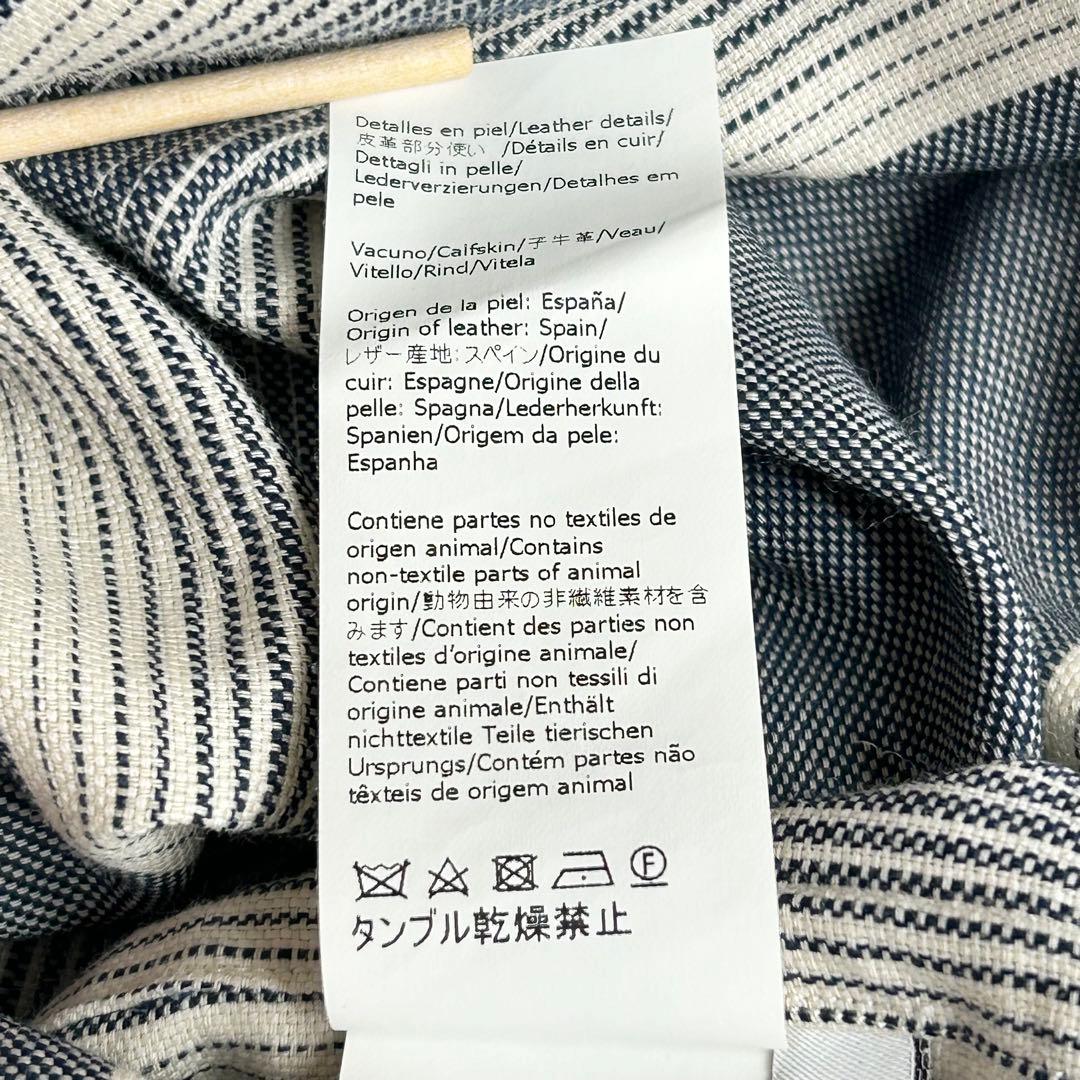 Detalles en piel/Leather details/
皮革部分使い /Détails en cuir/
Dettagli in pelle/
Lederverzierungen/Detalhes em
pele
Vacuno/Calfskin/子牛革/Veau/
Vitello/Rind/Vitela
Origen de la piel: España/
Origin of leather: Spain/
レザー産地: スペイン/Origine du
cuir: Espagne/Origine della
pelle: Spagna/Lederherkunft:
Spanien/Origem da pele:
Espanha
Contiene partes no textiles de
origen animal/Contains
non-textile parts of animal
origin/動物由来の非繊維素材を含
みます/Contient des parties non
textiles d'origine animale/
Contiene parti non tessili di
origine animale/Enthält
nichttextile Teile tierischen
Ursprungs/Contém partes não
têxteis de origem animal
F
タンブル乾燥禁止